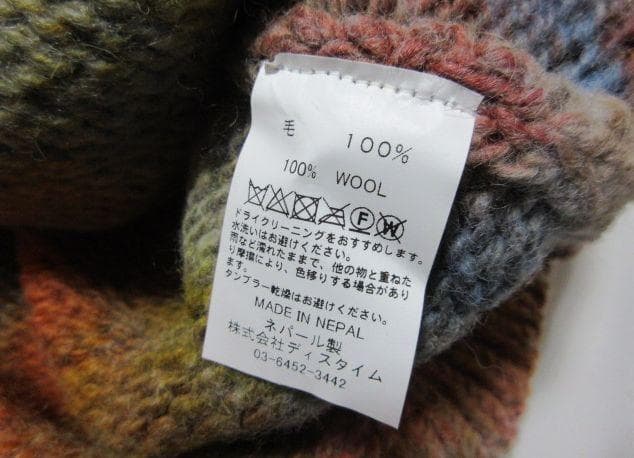 毛 100%
100% WOOL
F W
ドライクリーニングをおすすめします。
水洗いはお避けください。
雨など濡れたままで、他の物と重ねた
り摩擦により、色移りする場合があり
ます。
タンブラー乾燥はお避けください。
MADE IN NEPAL
ネパール製
株式会社ディスタイム
03-6452-3442